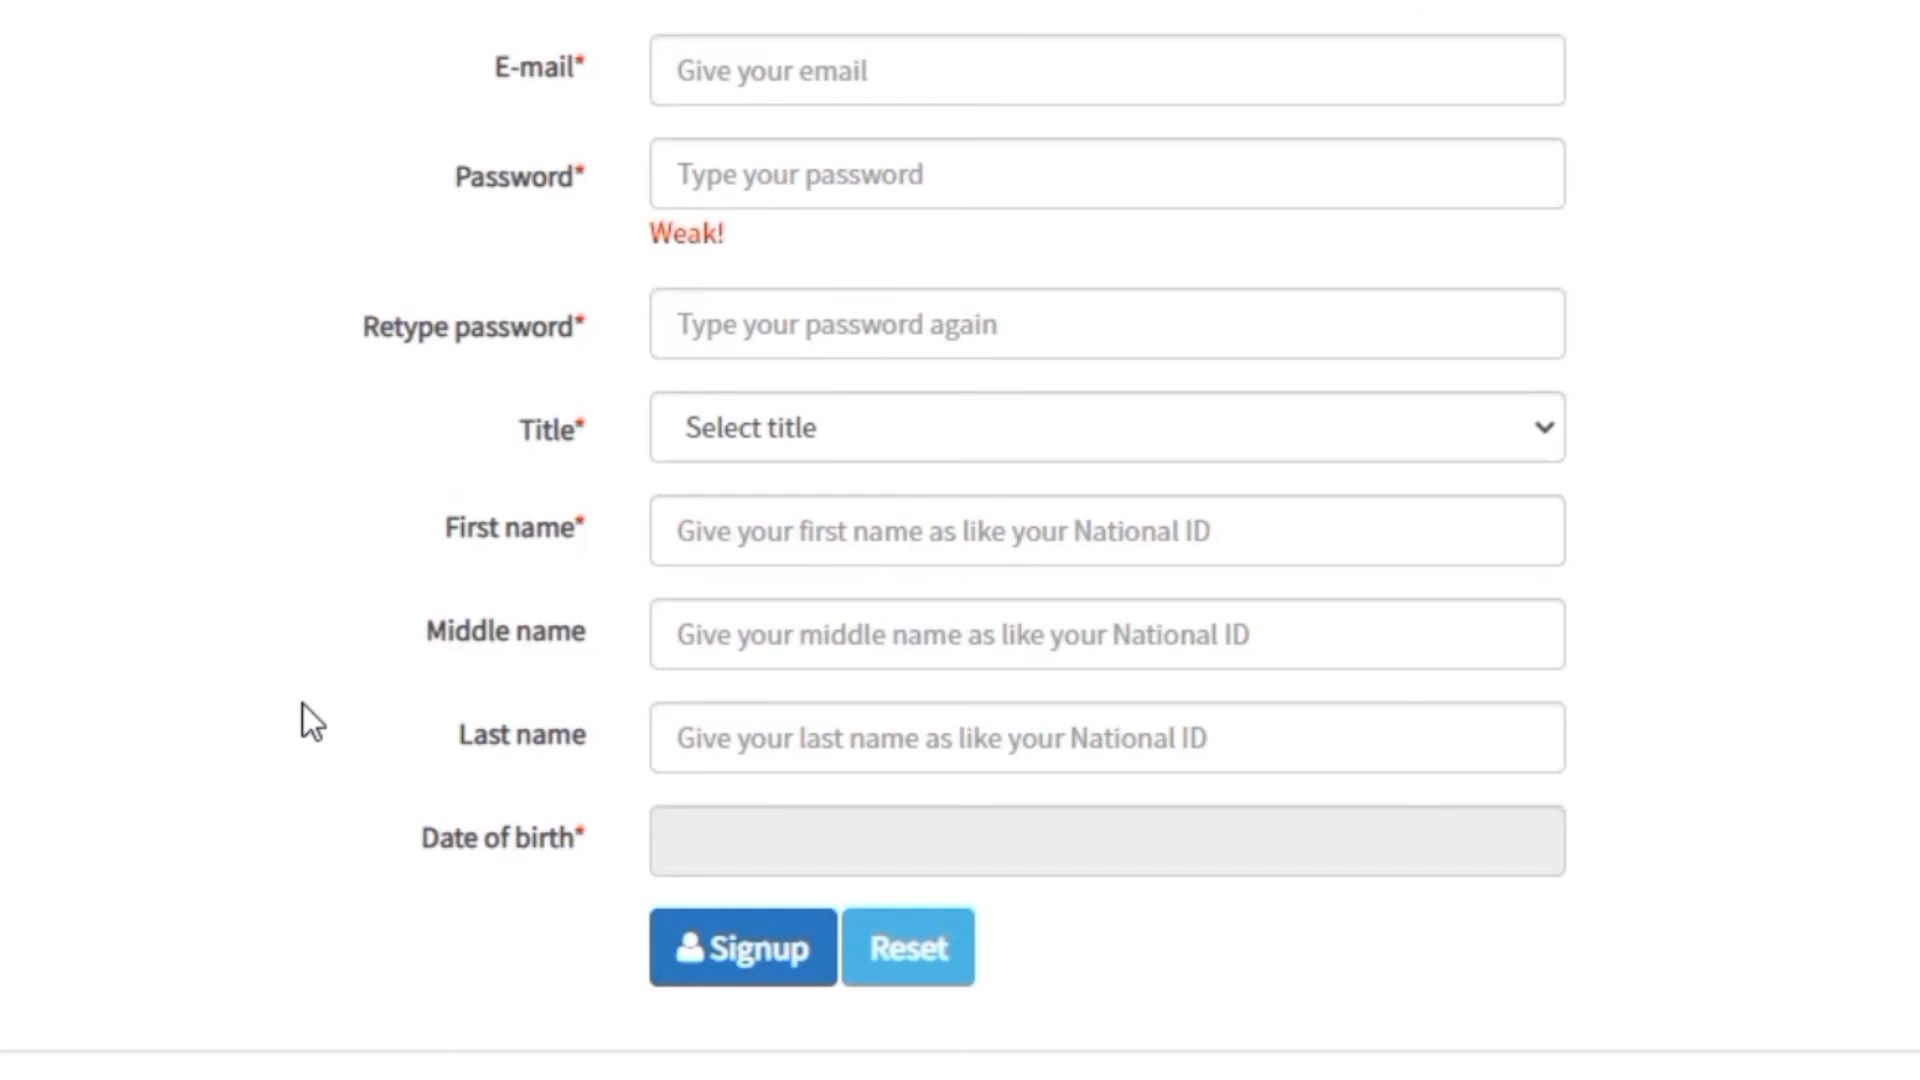 E-mail*
Give your email
Password*
Type your password
Weak!
Retype password*
Type your password again
Title*
Select title
First name*
Give your first name as like your National ID
Middle name
Give your middle name as like your National ID
Last name
Give your last name as like your National ID
Date of birth*
Signup
Reset